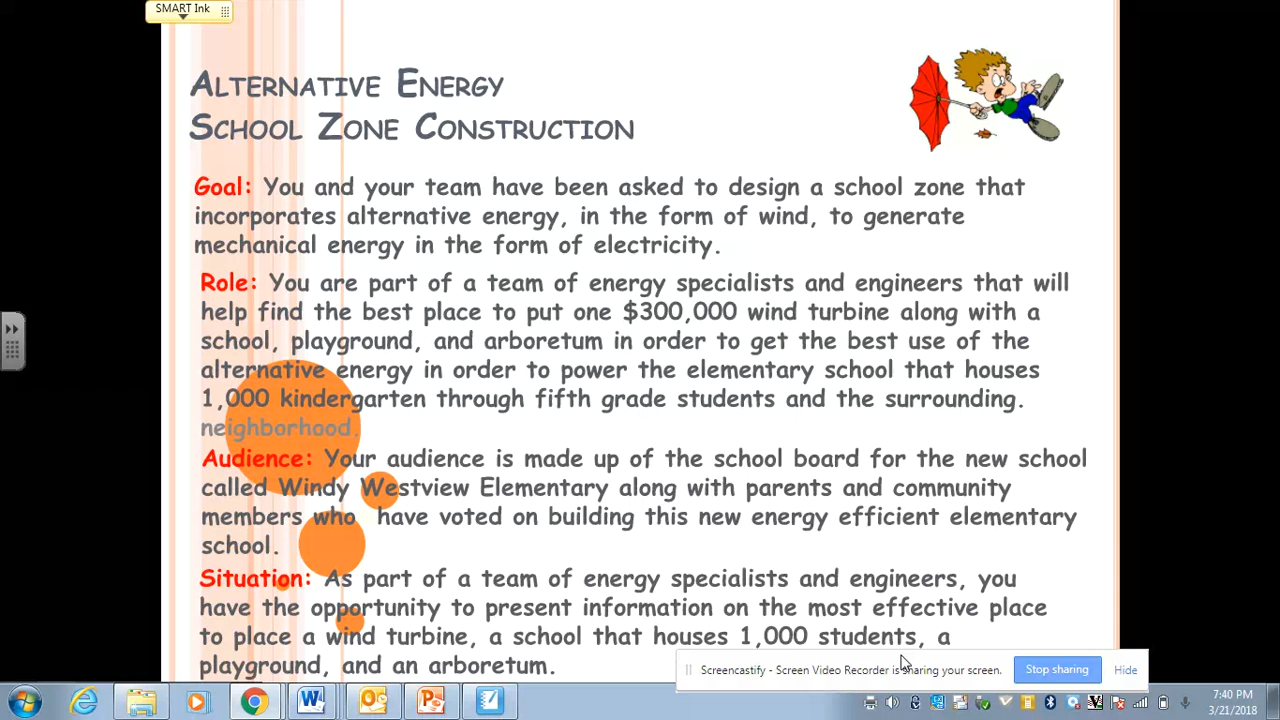 SMART Ink
ALTERNATIVE ENERGY
SCHOOL ZONE CONSTRUCTION
Goal: You and your team have been asked to design a school zone that
incorporates alternative energy, in the form of wind, to generate
mechanical energy in the form of electricity.
Role: You are part of a team of energy specialists and engineers that will
help find the best place to put one $300,000 wind turbine along with a
school, playground, and arboretum in order to get the best use of the
alternative energy in order to power the elementary school that houses
1,000 kindergarten through fifth grade students and the surrounding.
neighborhood.
Audience: Your audience is made up of the school board for the new school
called Windy Westview Elementary along with parents and community
members who have voted on building this new energy efficient elementary
school.
Situation: As part of a team of energy specialists and engineers, you
have the opportunity to present information on the most effective place
to place a wind turbine, a school that houses 1,000 students, a
playground, and an arboretum.
Screencastify - Screen Video Recorder is sharing your screen.
Stop sharing
Hide
7:40 PM
3/21/2018